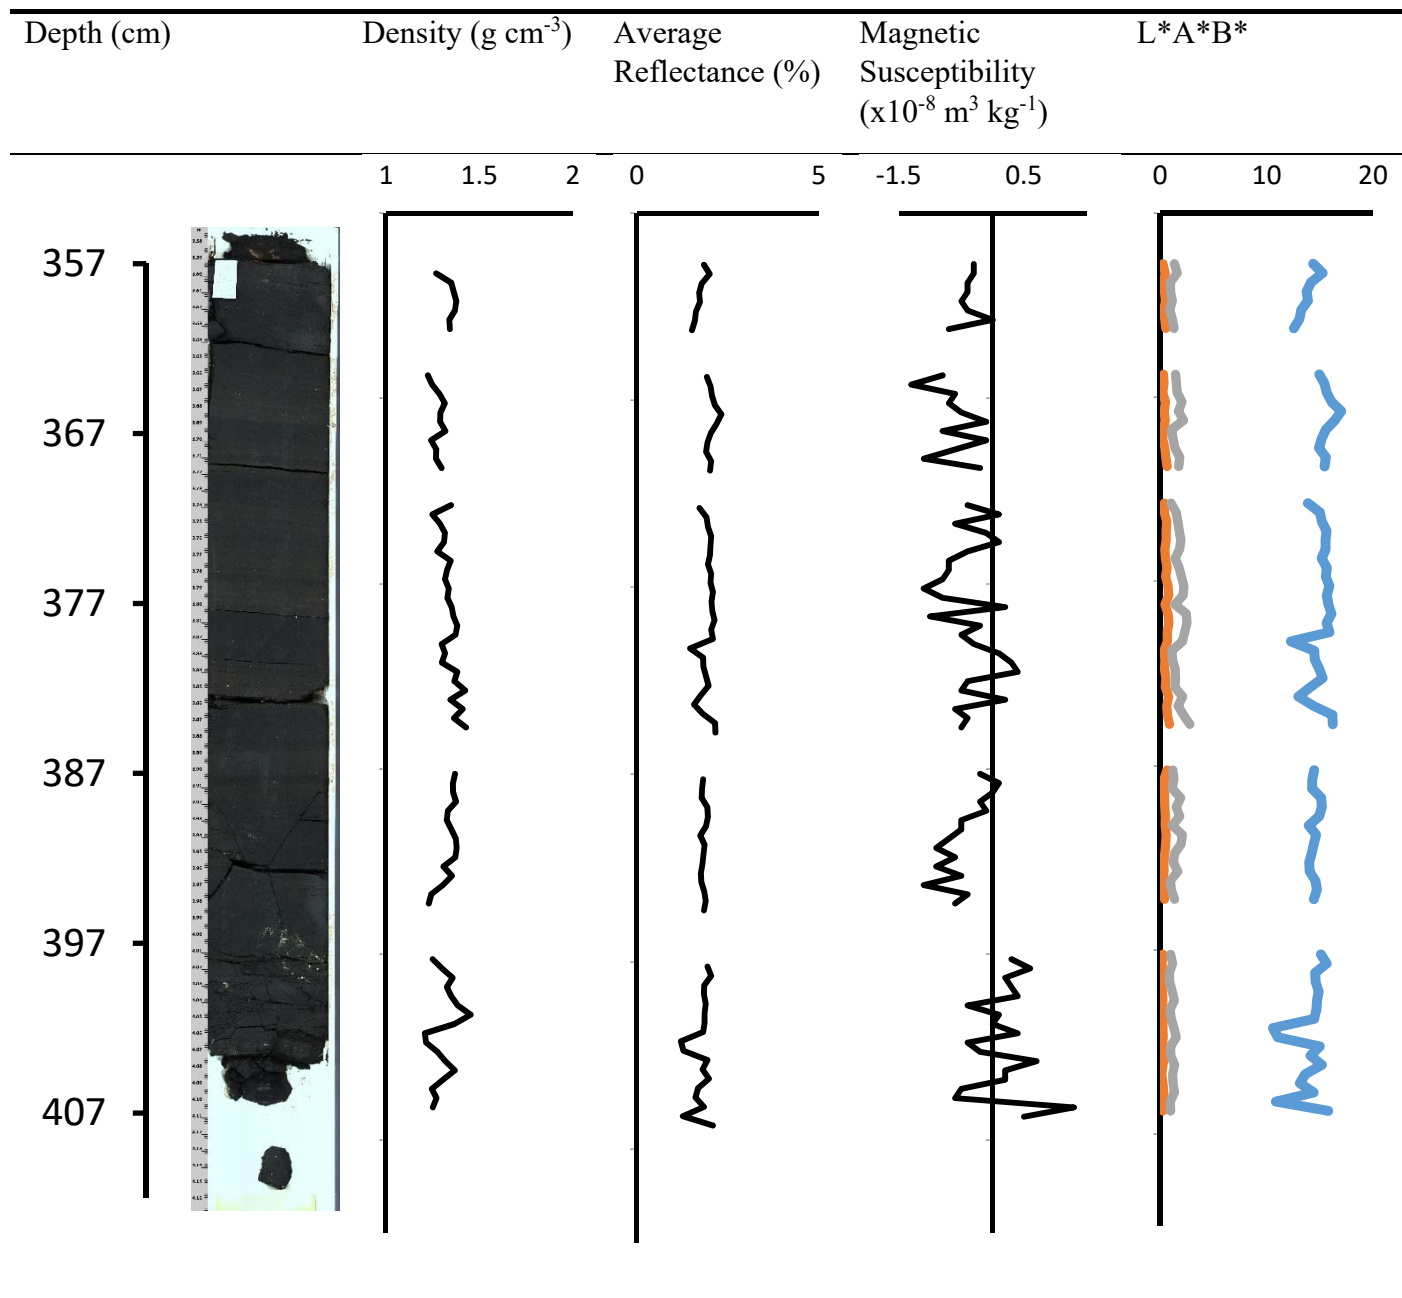 Depth (cm) Density (g cm-3) Average Magnetic L*A*B*
Reflectance (%) Susceptibility
(x10-8 m3 kg-1)
1 1.5 2 0 5 -1.5 0.5 0 10 20
357
367
377
387
397
407